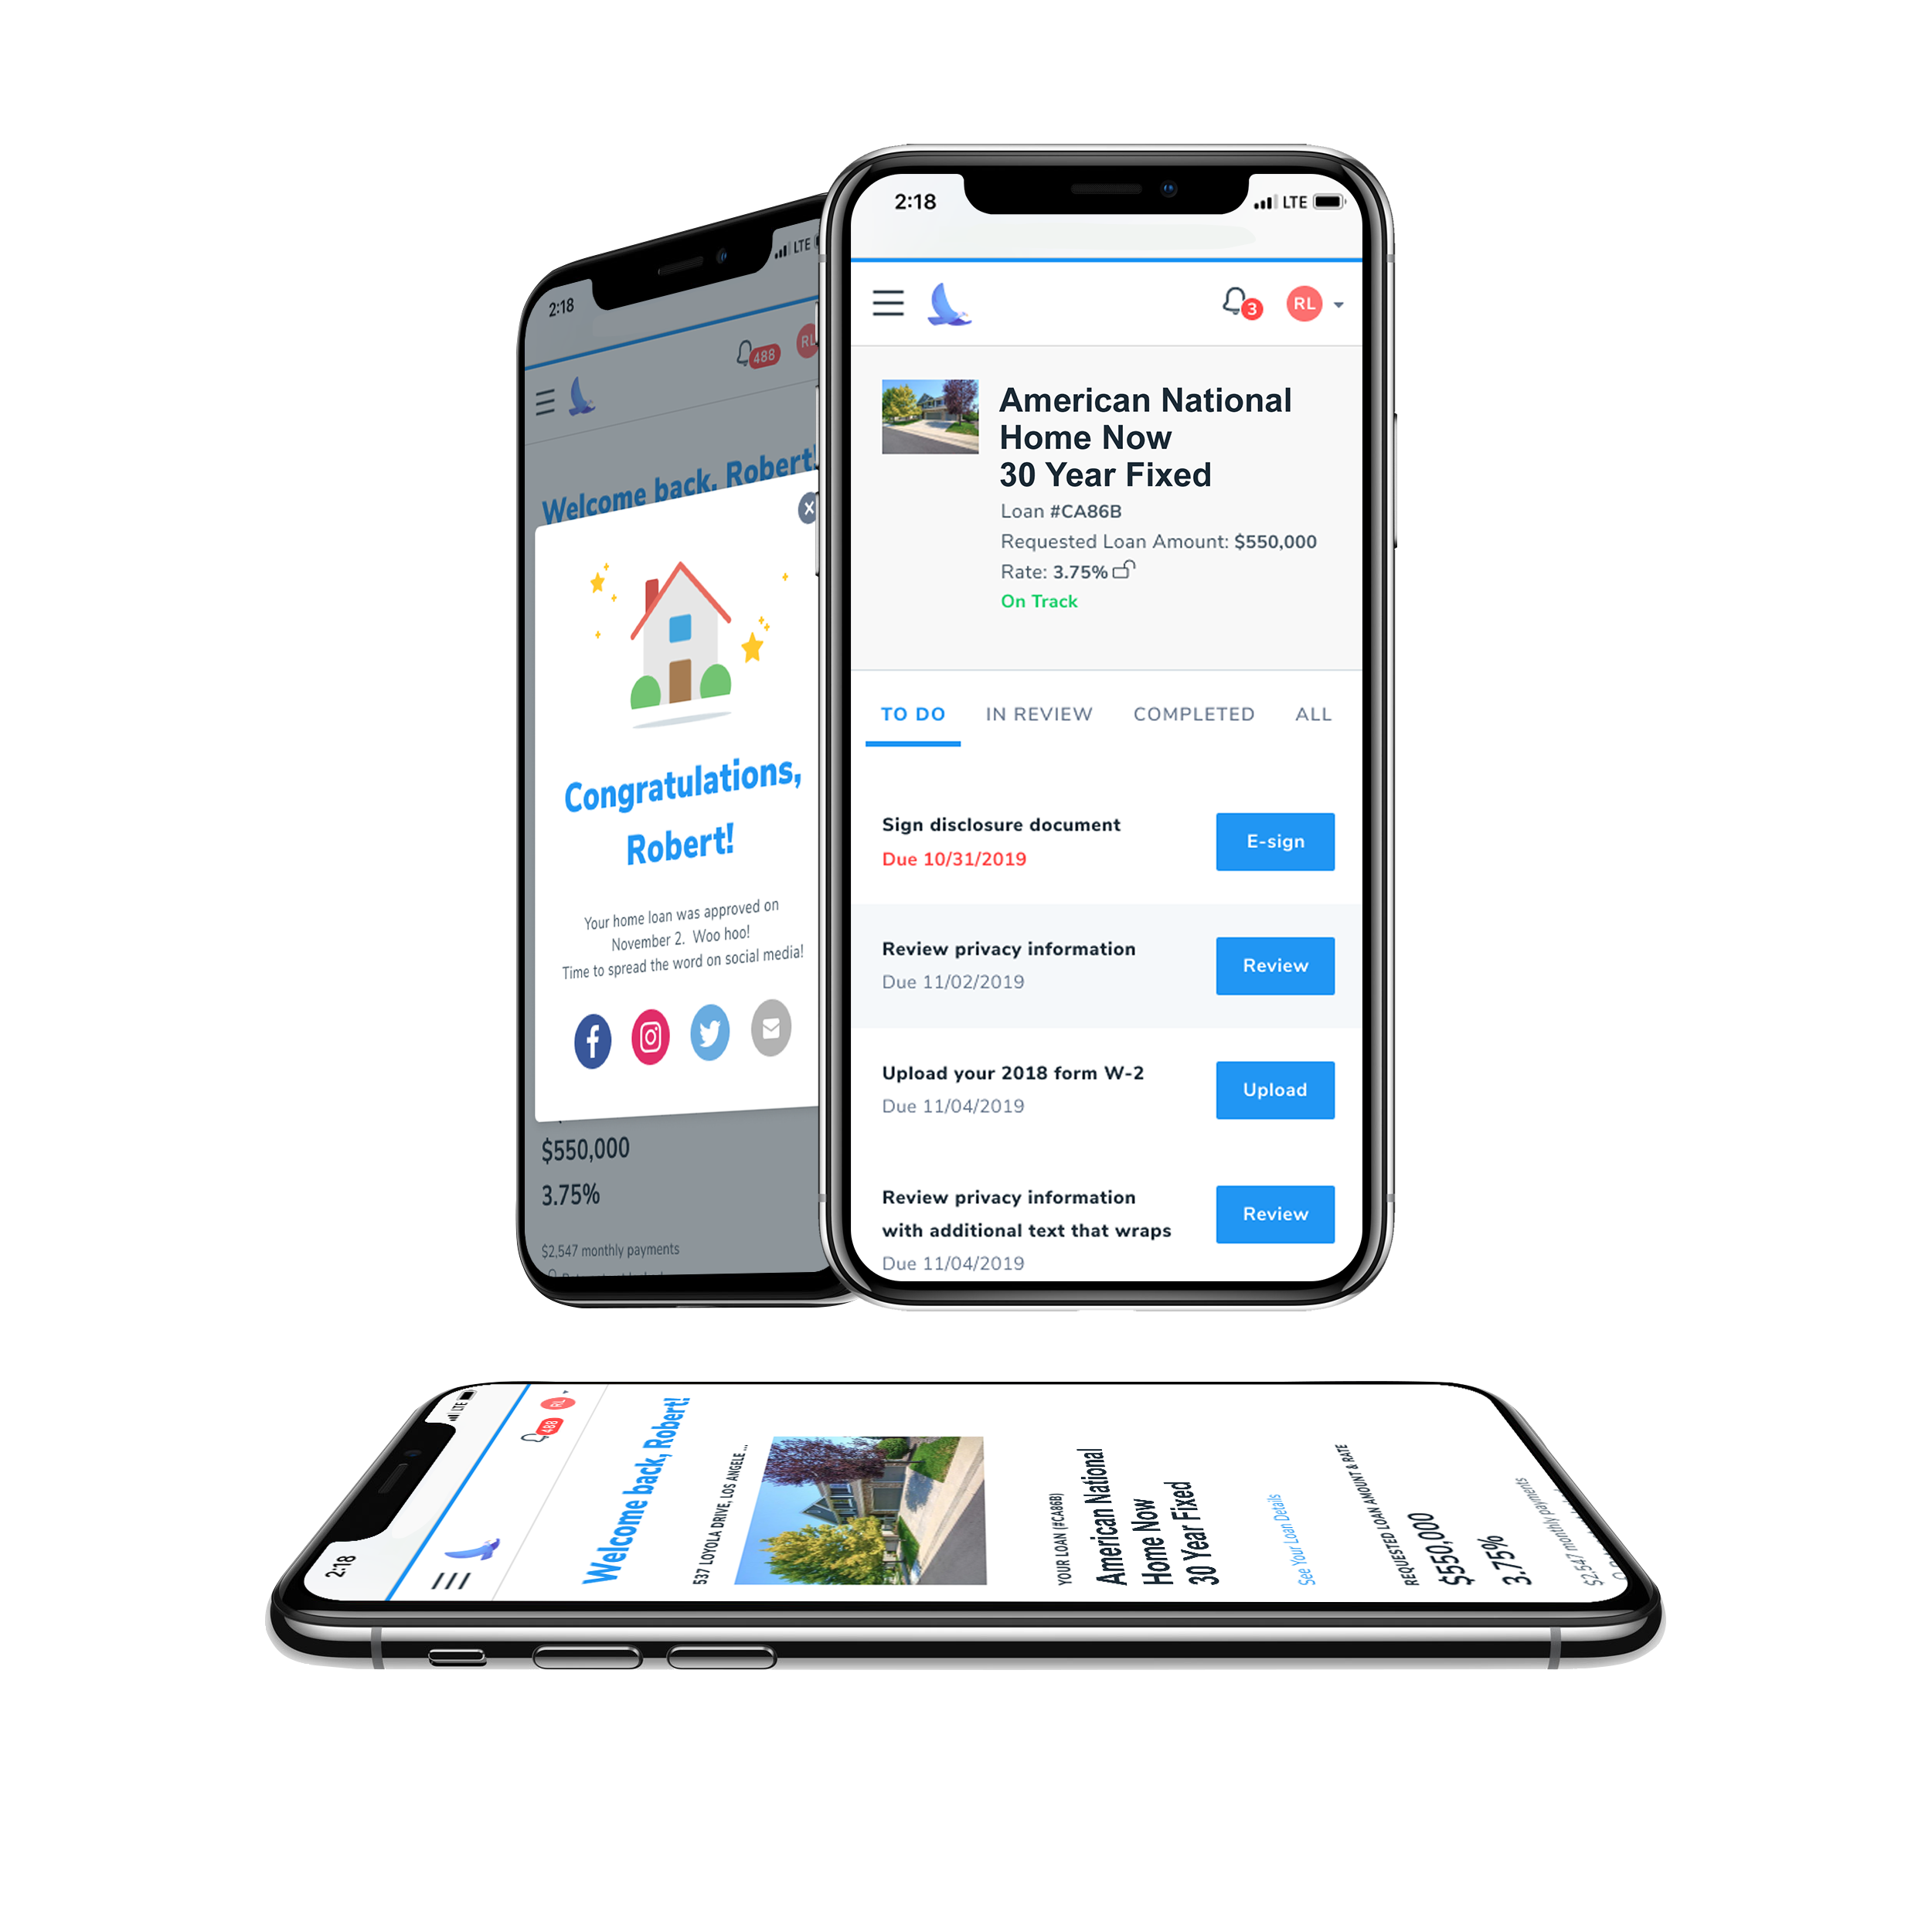 2:18
LTE
488
RL
Welcome back, Robert!
X
Congratulations,
Robert!
Your home loan was approved on
November 2. Woo hoo!
Time to spread the word on social media!
$550,000
3.75%
$2,547 monthly payments
2:18
LTE
3
RL
American National
Home Now
30 Year Fixed
Loan #CA86B
Requested Loan Amount: $550,000
Rate: 3.75%
On Track
TO DO IN REVIEW COMPLETED ALL
Sign disclosure document
Due 10/31/2019
E-sign
Review privacy information
Due 11/02/2019
Review
Upload your 2018 form W-2
Due 11/04/2019
Upload
Review privacy information
with additional text that wraps
Due 11/04/2019
Review
2:18
LTE
488
RL
Welcome back, Robert!
537 LOYOLA DRIVE, LOS ANGELE ...
YOUR LOAN (#CA86B)
American National
Home Now
30 Year Fixed
See Your Loan Details
REQUESTED LOAN AMOUNT & RATE
$550,000
3.75%
$2,547 monthly payments